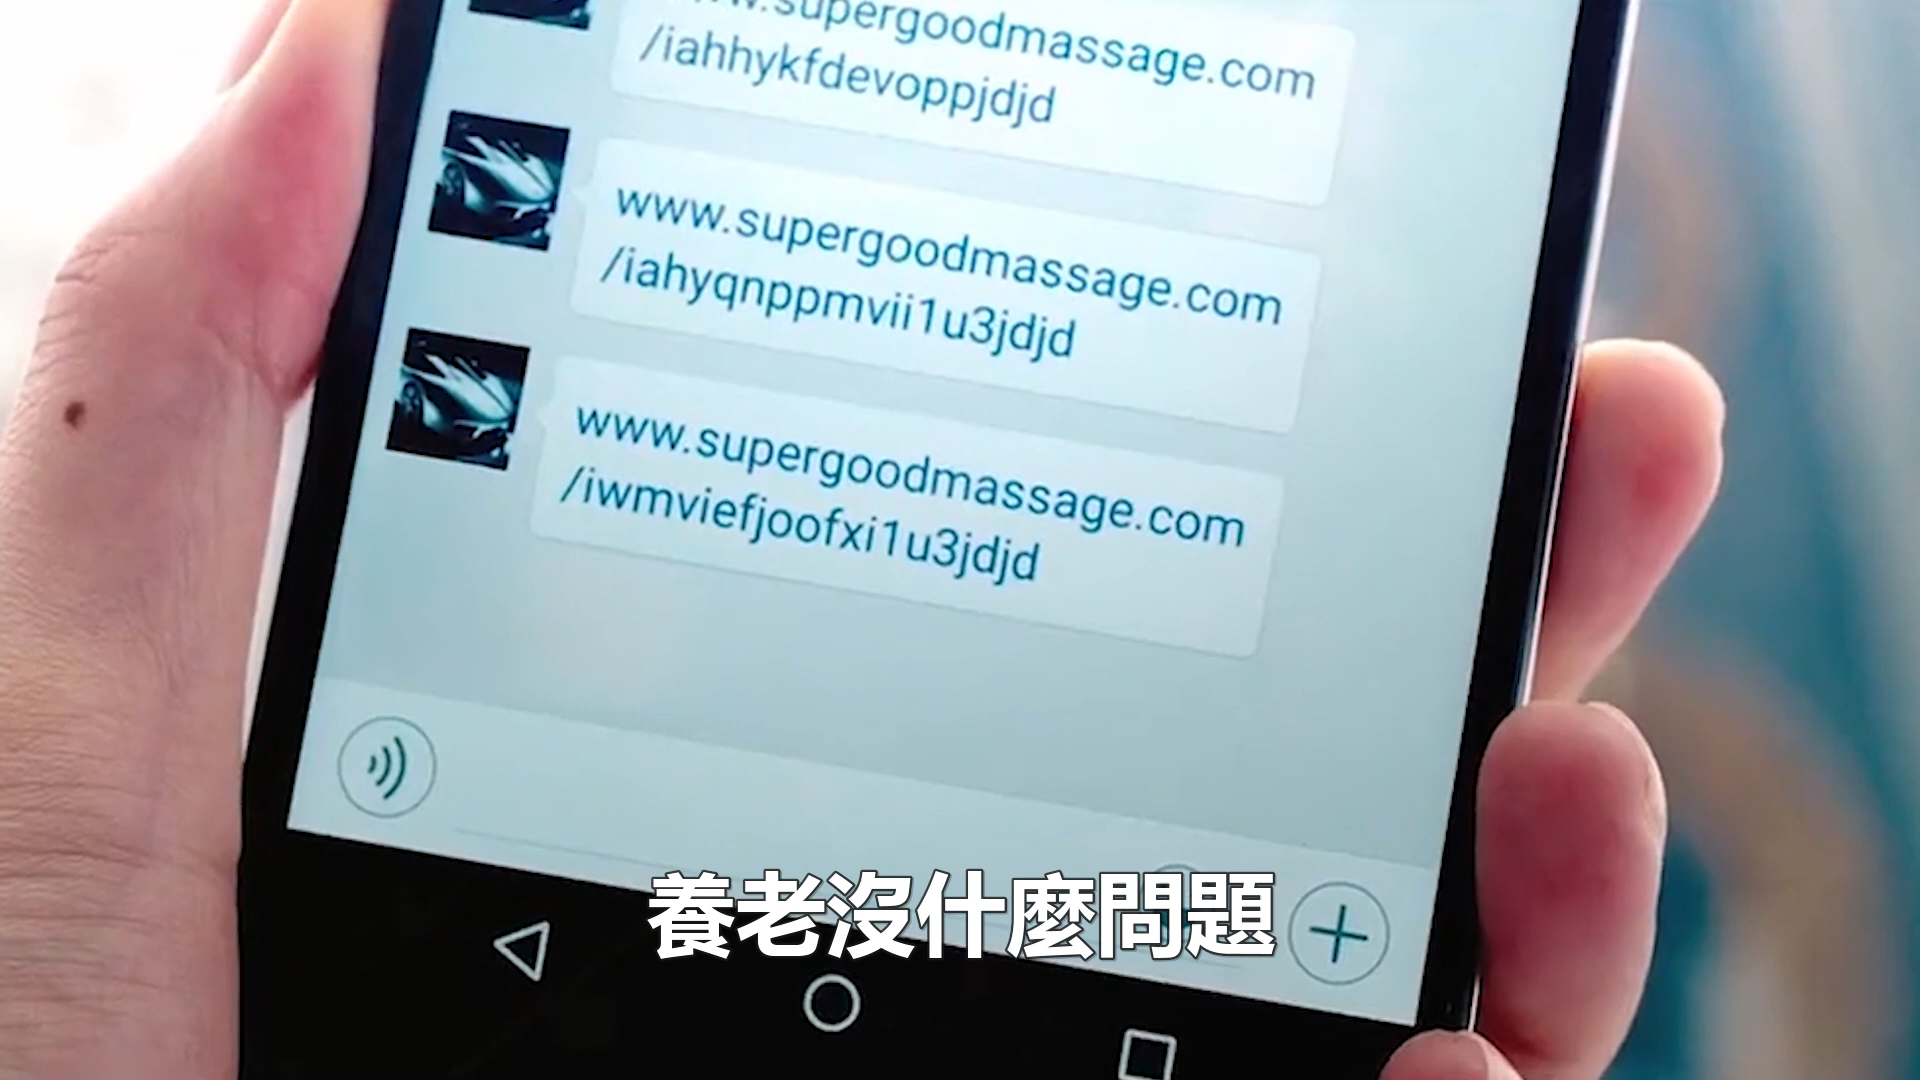 www.supergoodmassage.com
/iahhykfdevoppjdjd
www.supergoodmassage.com
/iahyqnppmvii1u3jdjd
www.supergoodmassage.com
/iwmviefjoofxi1u3jdjd
養老沒什麼問題